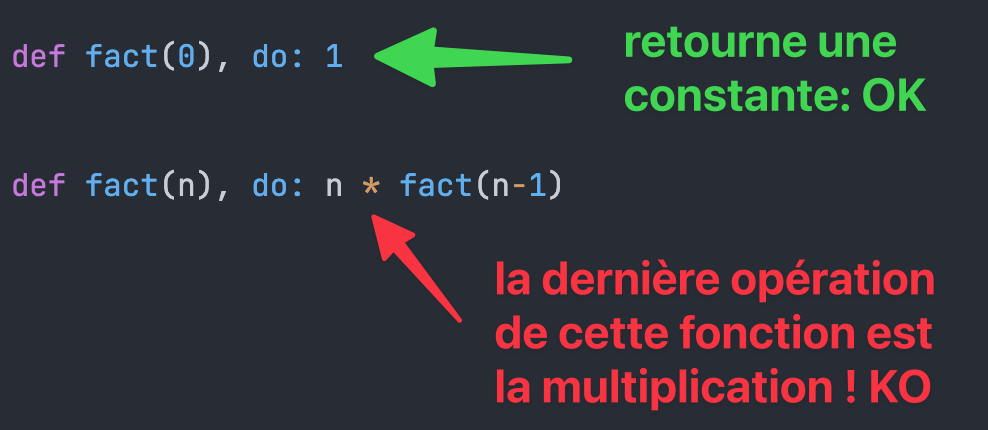 def fact(0), do: 1
retourne une
constante: OK
def fact(n), do: n * fact(n-1)
la dernière opération
de cette fonction est
la multiplication ! KO